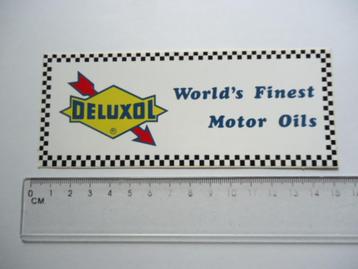 DELUXOL
®
World's Finest
Motor Oils
0 1 2 3 4 5 6 7 8 9 10 11 12 13 14 15 16
CM